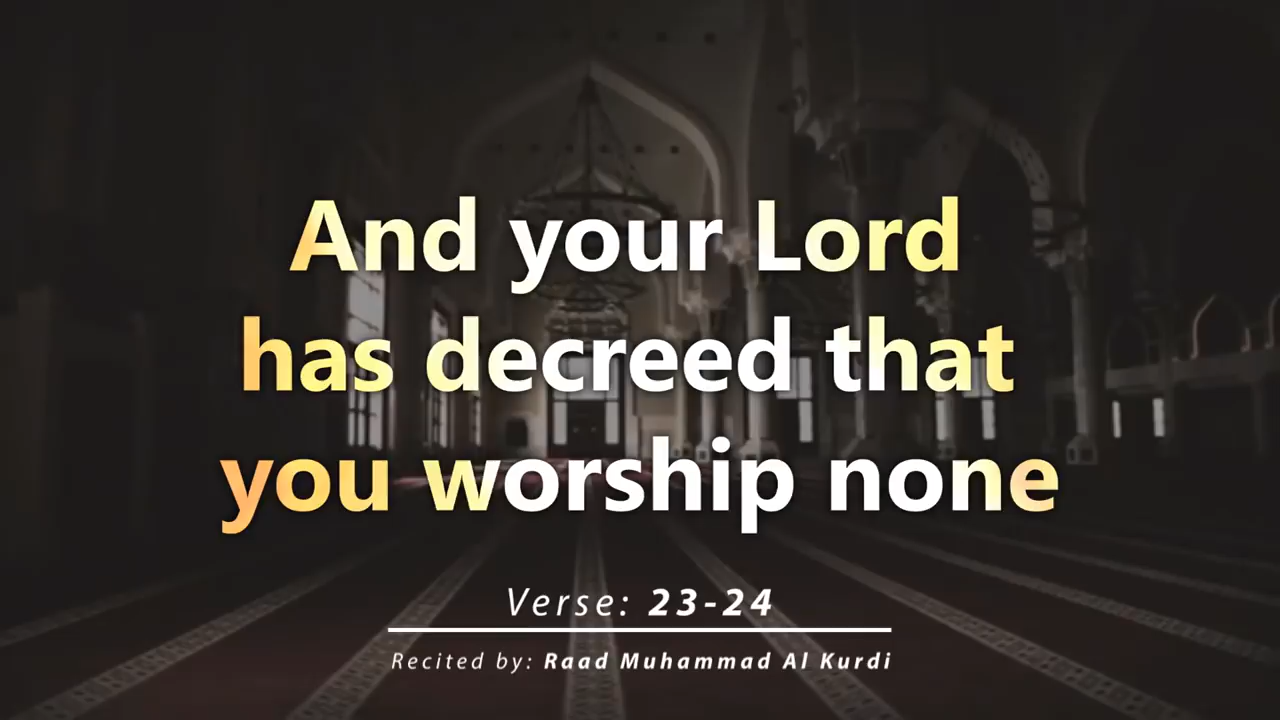 And your Lord
has decreed that
you worship none
Verse: 23-24
Recited by: Raad Muhammad Al Kurdi